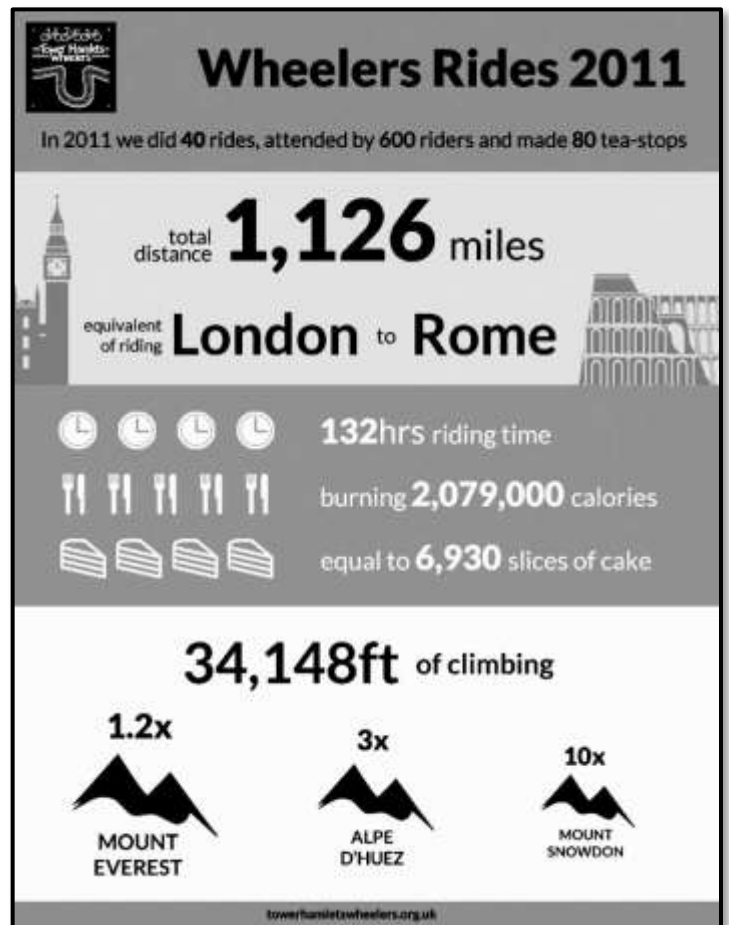 Tower Hamlets
Wheelers
Wheelers Rides 2011
In 2011 we did 40 rides, attended by 600 riders and made 80 tea-stops
total
distance 1,126 miles
equivalent
of riding London to Rome
132hrs riding time
burning 2,079,000 calories
equal to 6,930 slices of cake
34,148ft of climbing
1.2x
3x
10x
MOUNT
EVEREST
ALPE
D'HUEZ
MOUNT
SNOWDON
towerhamletswheelers.org.uk